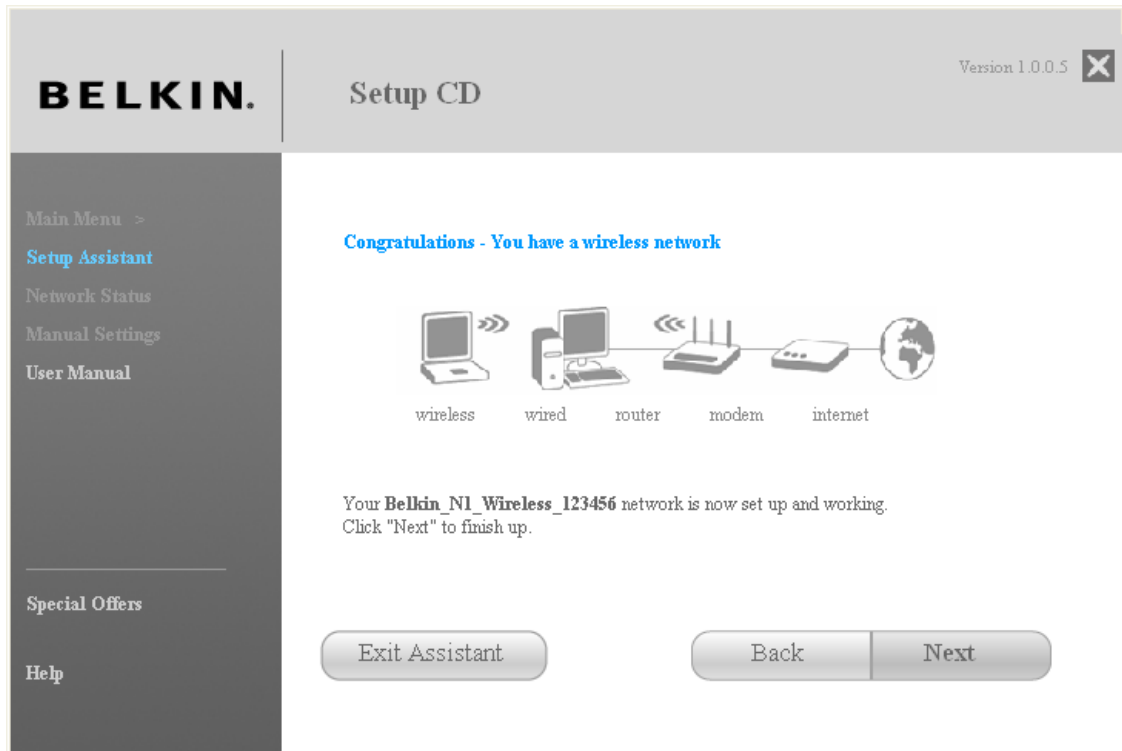 BELKIN.
Setup CD
Version 1.0.0.5
Main Menu >
Setup Assistant
Network Status
Manual Settings
User Manual
Special Offers
Help
Congratulations - You have a wireless network
wireless wired router modem internet
Your Belkin_N1_Wireless_123456 network is now set up and working.
Click "Next" to finish up.
Exit Assistant
Back
Next